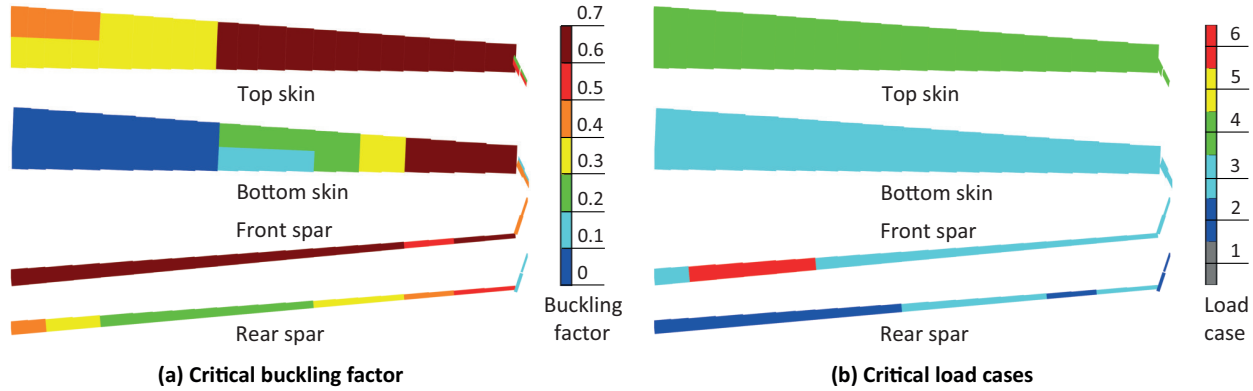 Top skin
Bottom skin
Front spar
Rear spar
0.7
0.6
0.5
0.4
0.3
0.2
0.1
0
Buckling
factor
(a) Critical buckling factor
Top skin
Bottom skin
Front spar
Rear spar
6
5
4
3
2
1
Load
case
(b) Critical load cases